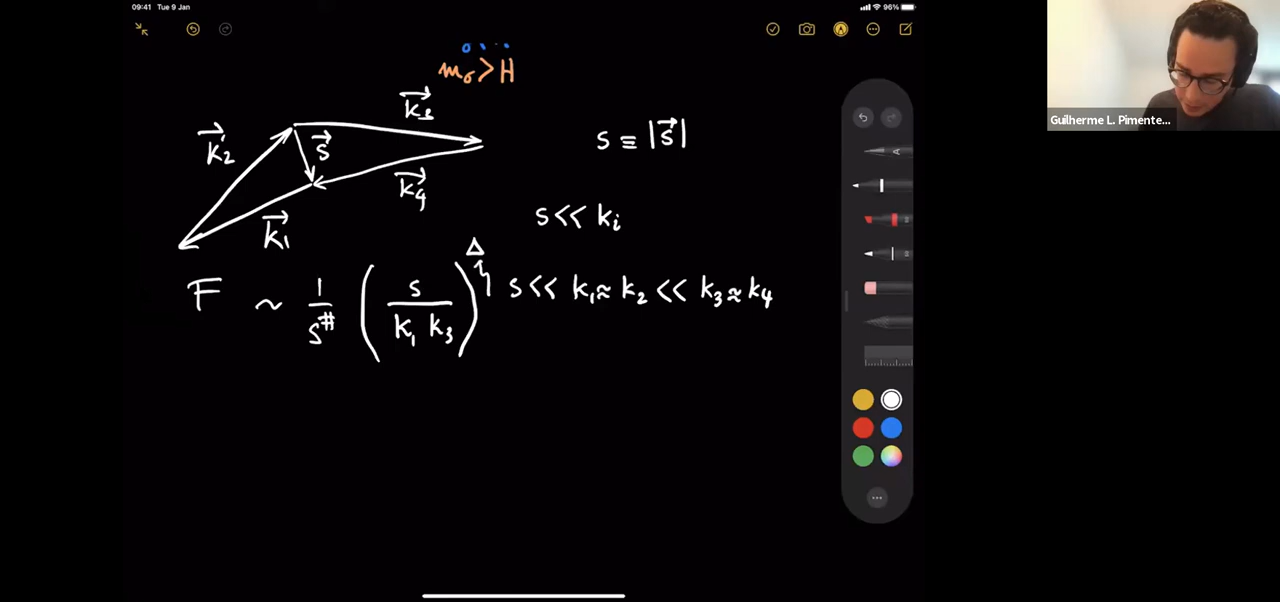 09:41 Tue 9 Jan
96%
m_σ > H
k⃗₂
k⃗₃
s⃗
k⃗₄
k⃗₁
s ≡ |s⃗|
s << kᵢ
F ~ 1/s^# (s/(k₁ k₃))^Δ
s << k₁ ≈ k₂ << k₃ ≈ k₄
Guilherme L. Pimente...